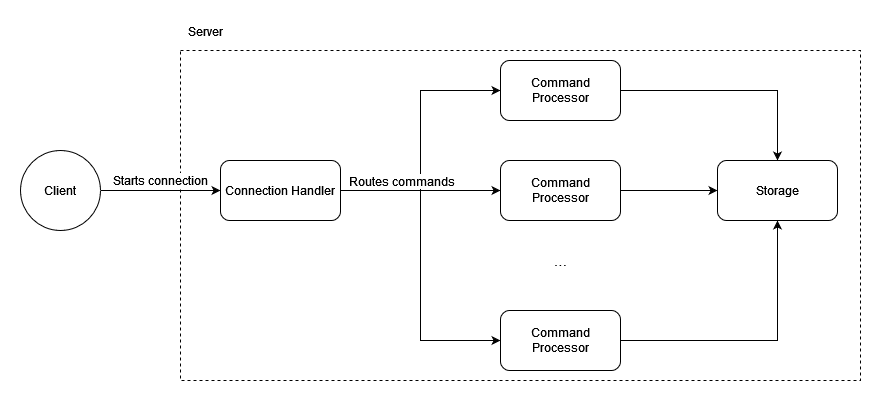 Server
Client
Starts connection
Connection Handler
Routes commands
Command
Processor
Command
Processor
...
Command
Processor
Storage